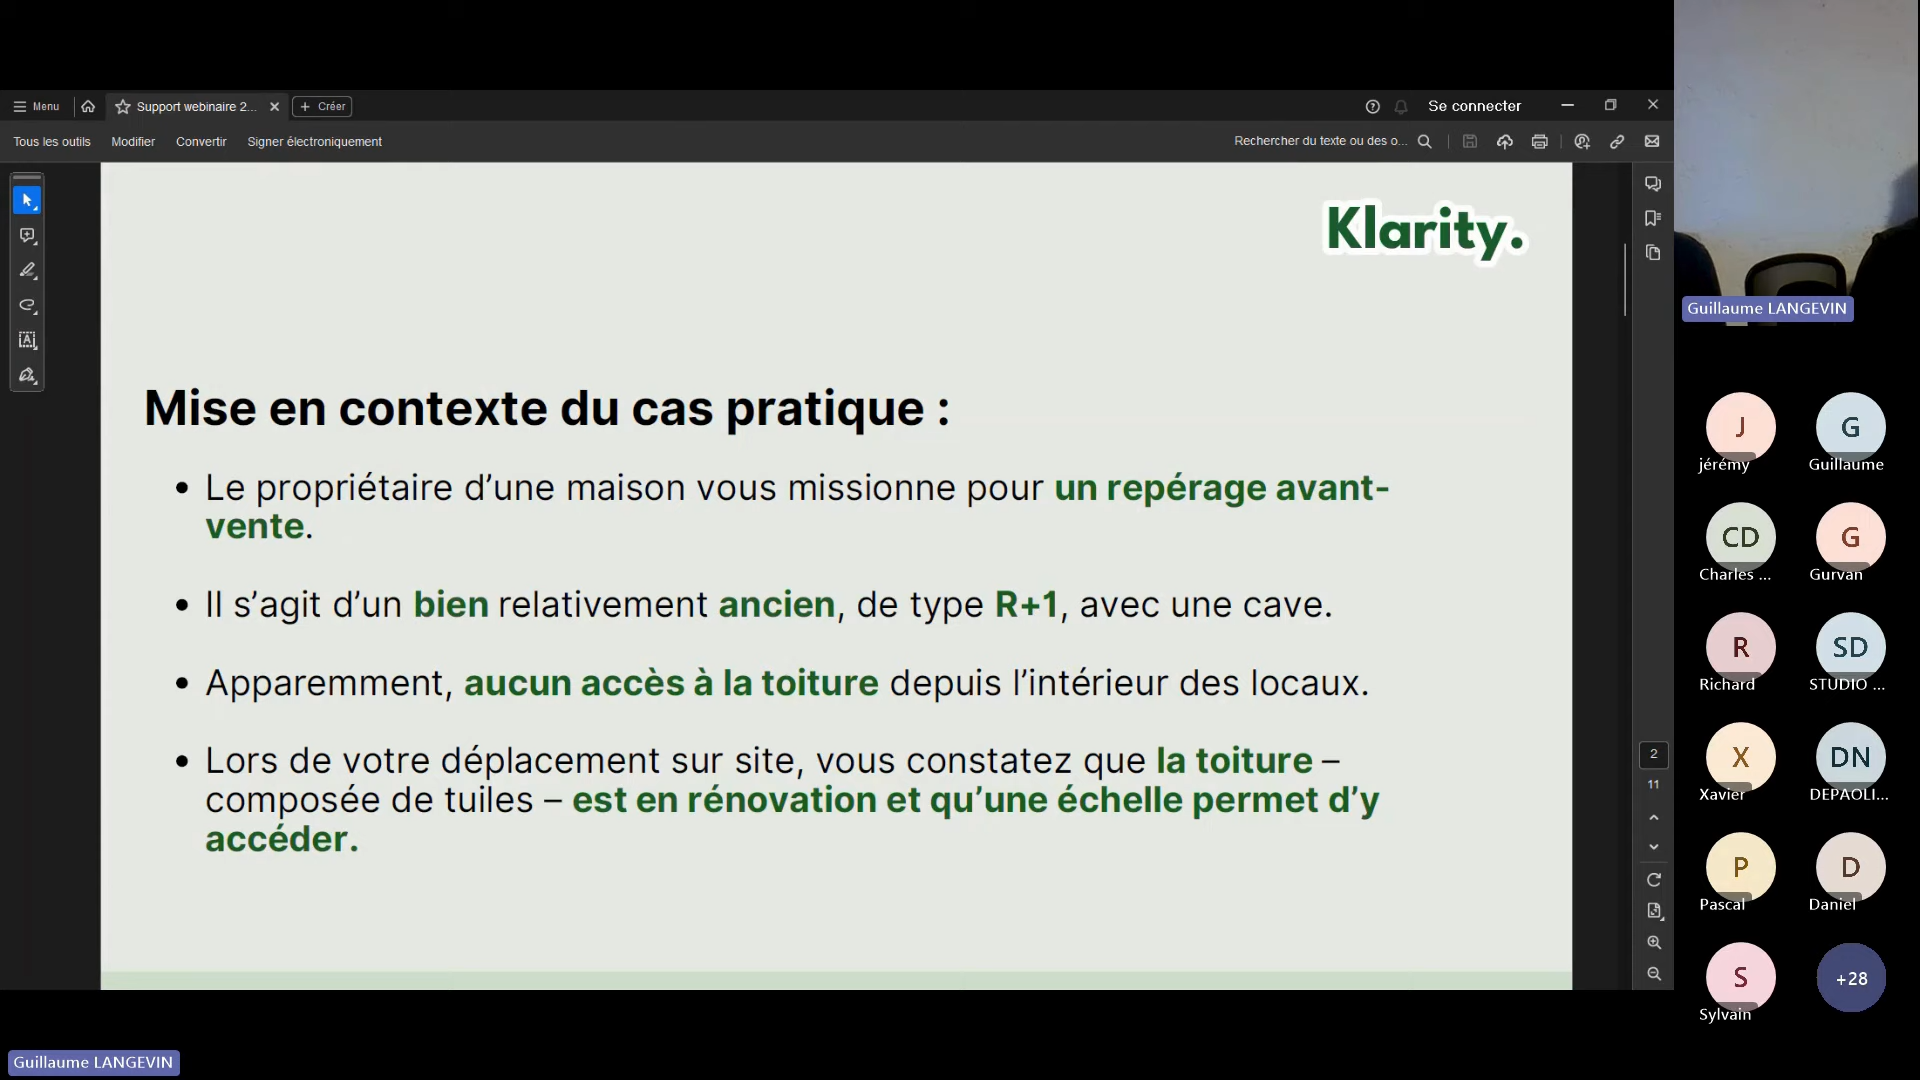 Menu
Support webinaire 2...
Créer
Se connecter
Tous les outils
Modifier
Convertir
Signer électroniquement
Rechercher du texte ou des o...
Klarity.
Mise en contexte du cas pratique :
• Le propriétaire d’une maison vous missionne pour un repérage avant-
vente.
• Il s’agit d’un bien relativement ancien, de type R+1, avec une cave.
• Apparemment, aucun accès à la toiture depuis l’intérieur des locaux.
• Lors de votre déplacement sur site, vous constatez que la toiture –
composée de tuiles – est en rénovation et qu’une échelle permet d’y
accéder.
2
11
Guillaume LANGEVIN
J
jérémy
G
Guillaume
CD
Charles ...
G
Gurvan
R
Richard
SD
STUDIO ...
X
Xavier
DN
DEPAOLI...
P
Pascal
D
Daniel
S
Sylvain
+28
Guillaume LANGEVIN